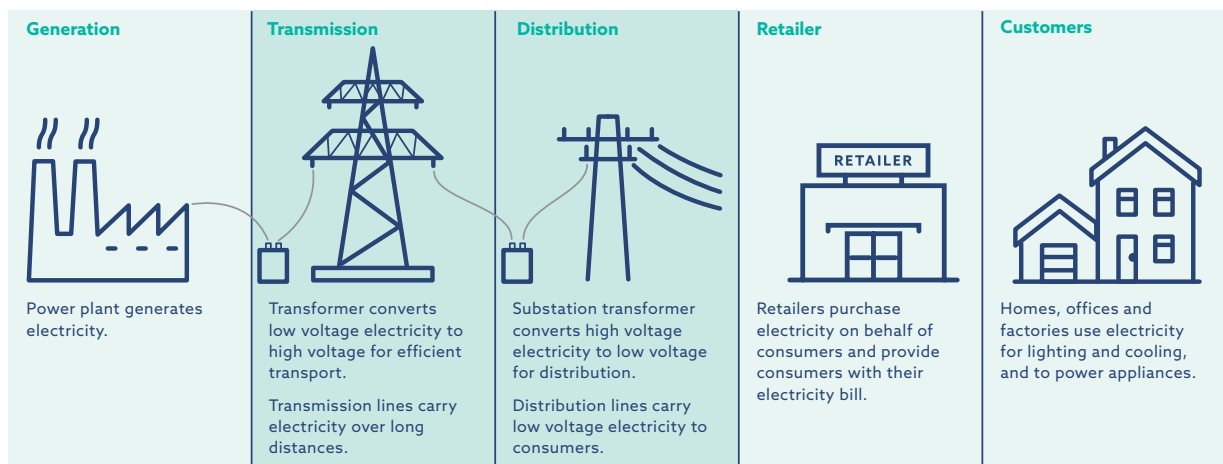 Generation
Power plant generates
electricity.
Transmission
Transformer converts
low voltage electricity to
high voltage for efficient
transport.
Transmission lines carry
electricity over long
distances.
Distribution
Substation transformer
converts high voltage
electricity to low voltage
for distribution.
Distribution lines carry
low voltage electricity to
consumers.
Retailer
RETAILER
Retailers purchase
electricity on behalf of
consumers and provide
consumers with their
electricity bill.
Customers
Homes, offices and
factories use electricity
for lighting and cooling,
and to power appliances.